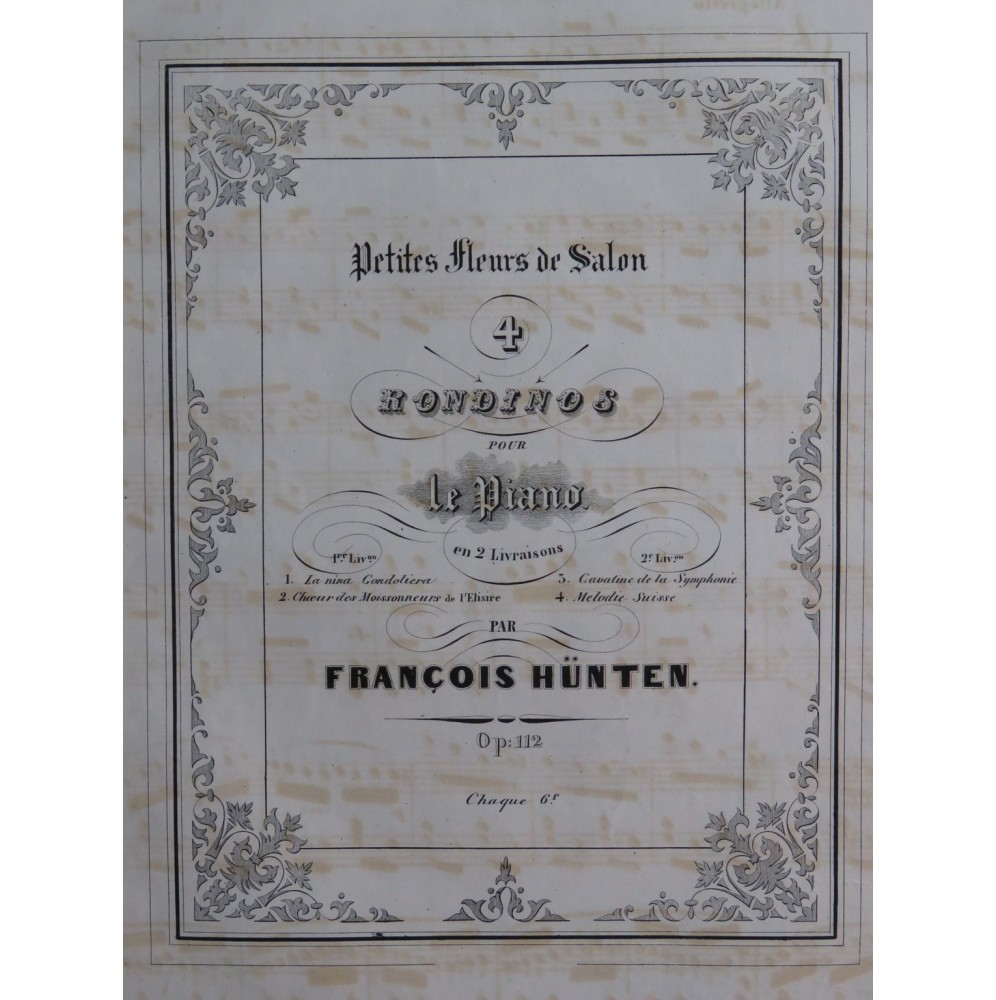 Petites Fleurs de Salon
4
RONDINOS
POUR
le Piano.
en 2 Livraisons
1re Livon
1. La nina Gondoliera
2. Chœur des Moissonneurs de l'Elisire
2e Livon
3. Cavatine de la Symphonie
4. Melodie Suisse
PAR
FRANÇOIS HÜNTEN.
Op: 112
Chaque 6f